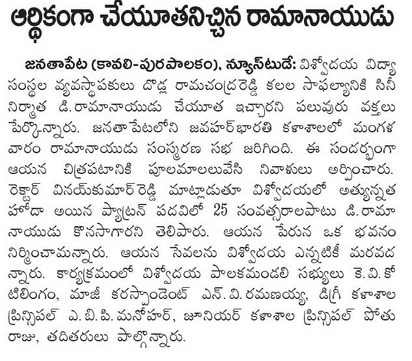 ఆర్థికంగా చేయూతనిచ్చిన రామానాయుడు
జనతాపేట (కావలి-పురపాలకం), న్యూస్‌టుడే: విశ్వోదయ విద్యా
సంస్థల వ్యవస్థాపకులు దొడ్ల రామచంద్రరెడ్డి కలల సాఫల్యానికి సినీ
నిర్మాత డి.రామానాయుడు చేయూత ఇచ్చారని పలువురు వక్తలు
పేర్కొన్నారు. జనతాపేటలోని జవహర్‌భారతి కళాశాలలో మంగళ
వారం రామానాయుడు సంస్మరణ సభ జరిగింది. ఈ సందర్భంగా
ఆయన చిత్రపటానికి పూలమాలలువేసి నివాళులు అర్పించారు.
రెక్టార్ వినయ్‌కుమార్‌రెడ్డి మాట్లాడుతూ విశ్వోదయలో అత్యున్నత
హోదా అయిన ప్యాట్రన్ పదవిలో 25 సంవత్సరాలపాటు డి.రామా
నాయుడు కొనసాగారని తెలిపారు. ఆయన పేరున ఒక భవనం
నిర్మించామన్నారు. ఆయన సేవలను విశ్వోదయ ఎన్నటికీ మరవద
న్నారు. కార్యక్రమంలో విశ్వోదయ పాలకమండలి సభ్యులు కె.వి.కో
టిలింగం, మాజీ కరస్పాండెంట్ ఎన్.వి.రమణయ్య, డిగ్రీ కళాశాల
ప్రిన్సిపల్ ఎ.బి.పి.మనోహర్, జూనియర్ కళాశాల ప్రిన్సిపల్ పోతు
రాజు, తదితరులు పాల్గొన్నారు.